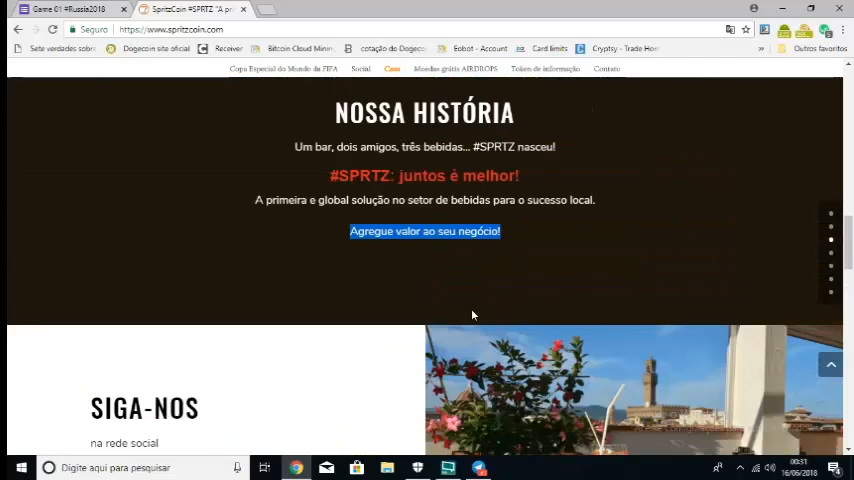 Game 01 #Russia2018
SpritzCoin #SPRTZ "A pri
Seguro
https://www.spritzcoin.com
Sete verdades sobre
Dogecoin site oficial
Receiver
Bitcoin Cloud Minin
cotação do Dogeco
Eobot - Account
Card limits
Cryptsy - Trade Hom
»
Outros favoritos
Copa Especial do Mundo da FIFA
Social
Casa
Moedas grátis AIRDROPS
Token de informação
Contato
NOSSA HISTÓRIA
Um bar, dois amigos, três bebidas... #SPRTZ nasceu!
#SPRTZ: juntos é melhor!
A primeira e global solução no setor de bebidas para o sucesso local.
Agregue valor ao seu negócio!
SIGA-NOS
na rede social
Digite aqui para pesquisar
00:31
16/06/2018